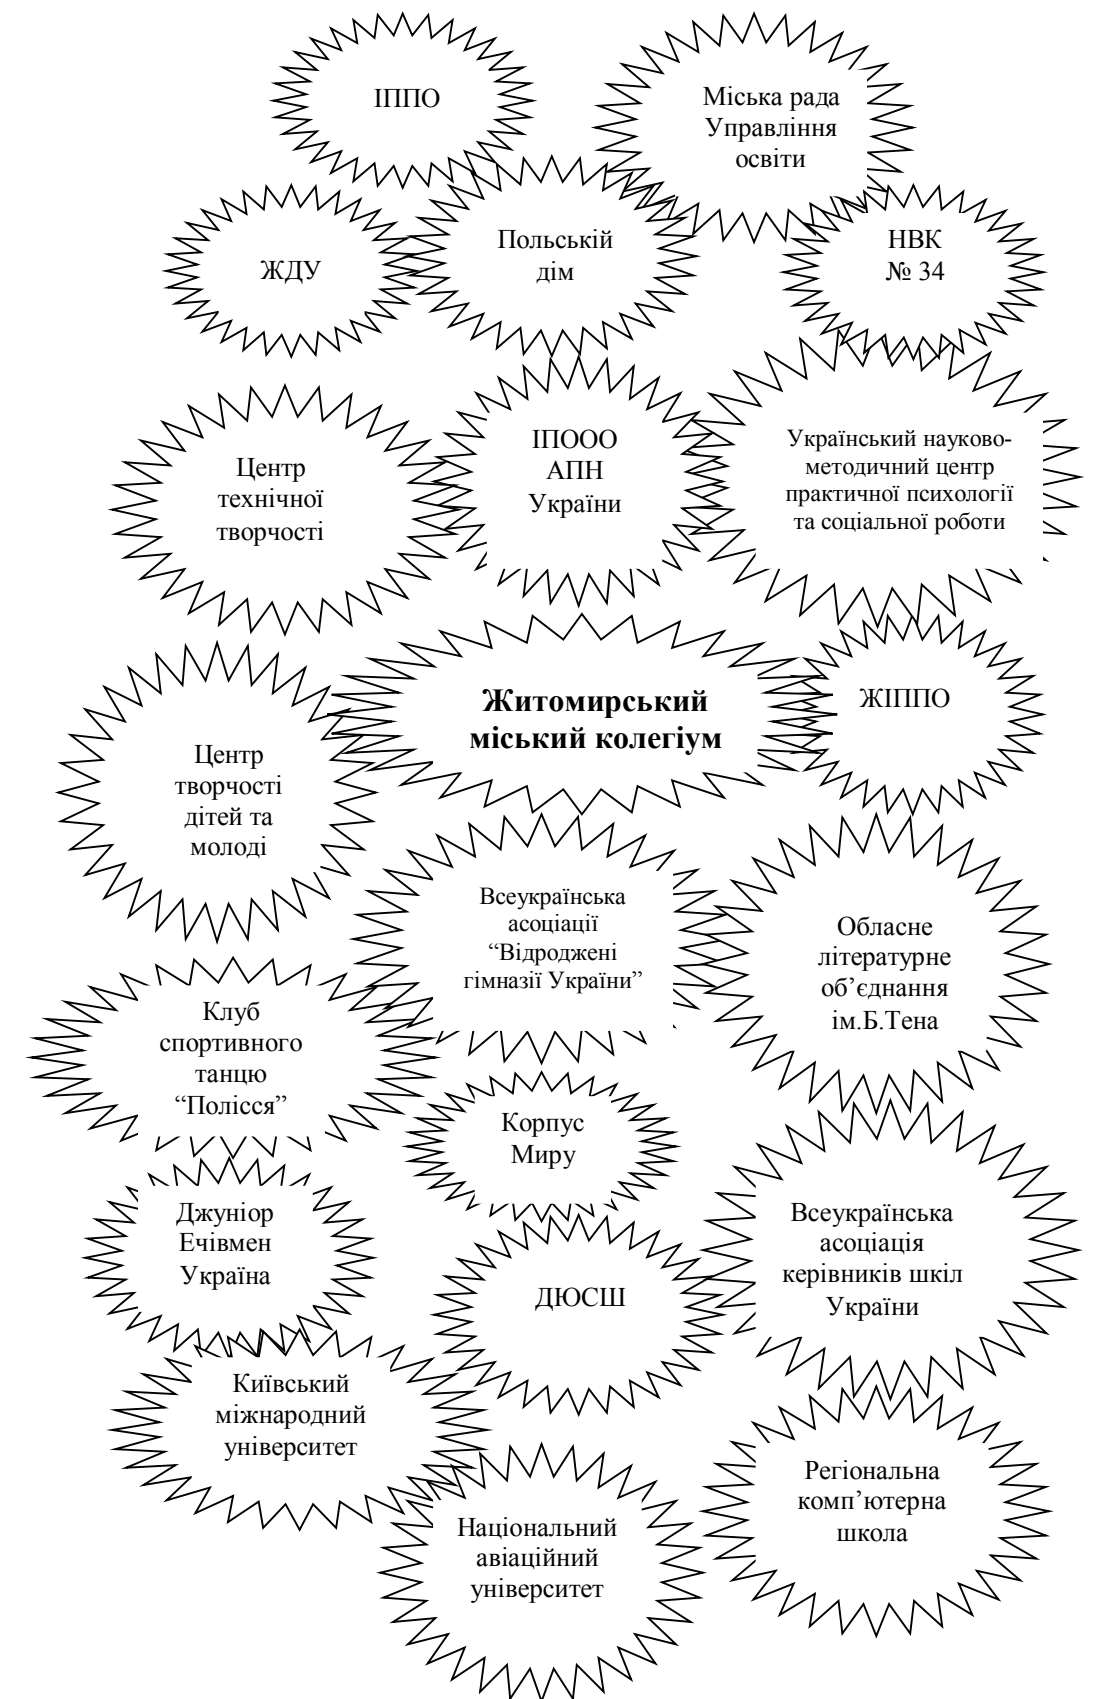 ІППО
Міська рада
Управління
освіти
ЖДУ
Польській
дім
НВК
№ 34
Центр
технічної
творчості
ІПООО
АПН
України
Український науково-
методичний центр
практичної психології
та соціальної роботи
Житомирський
міський колегіум
ЖІППО
Центр
творчості
дітей та
молоді
Всеукраїнська
асоціації
“Відроджені
гімназії України”
Обласне
літературне
об’єднання
ім.Б.Тена
Клуб
спортивного
танцю
“Полісся”
Корпус
Миру
Джуніор
Ечівмен
Україна
ДЮСШ
Всеукраїнська
асоціація
керівників шкіл
України
Київський
міжнародний
університет
Національний
авіаційний
університет
Регіональна
комп’ютерна
школа